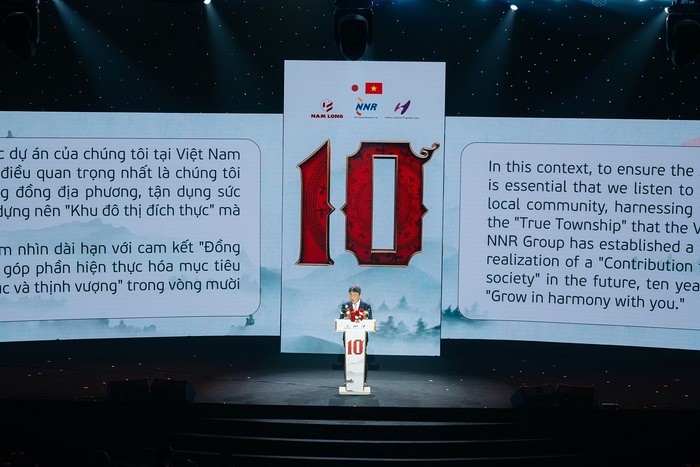 c dự án của chúng tôi tại Việt Nam
điều quan trọng nhất là chúng tôi
g đồng địa phương, tận dụng sức
dựng nên "Khu đô thị đích thực" mà
m nhìn dài hạn với cam kết "Đồng
góp phần hiện thực hóa mục tiêu
c và thịnh vượng" trong vòng mười
NAM LONG
NNR
10
10
In this context, to ensure the
is essential that we listen to
local community, harnessing
the "True Township" that the V
NNR Group has established a
realization of a "Contribution
society" in the future, ten yea
"Grow in harmony with you."